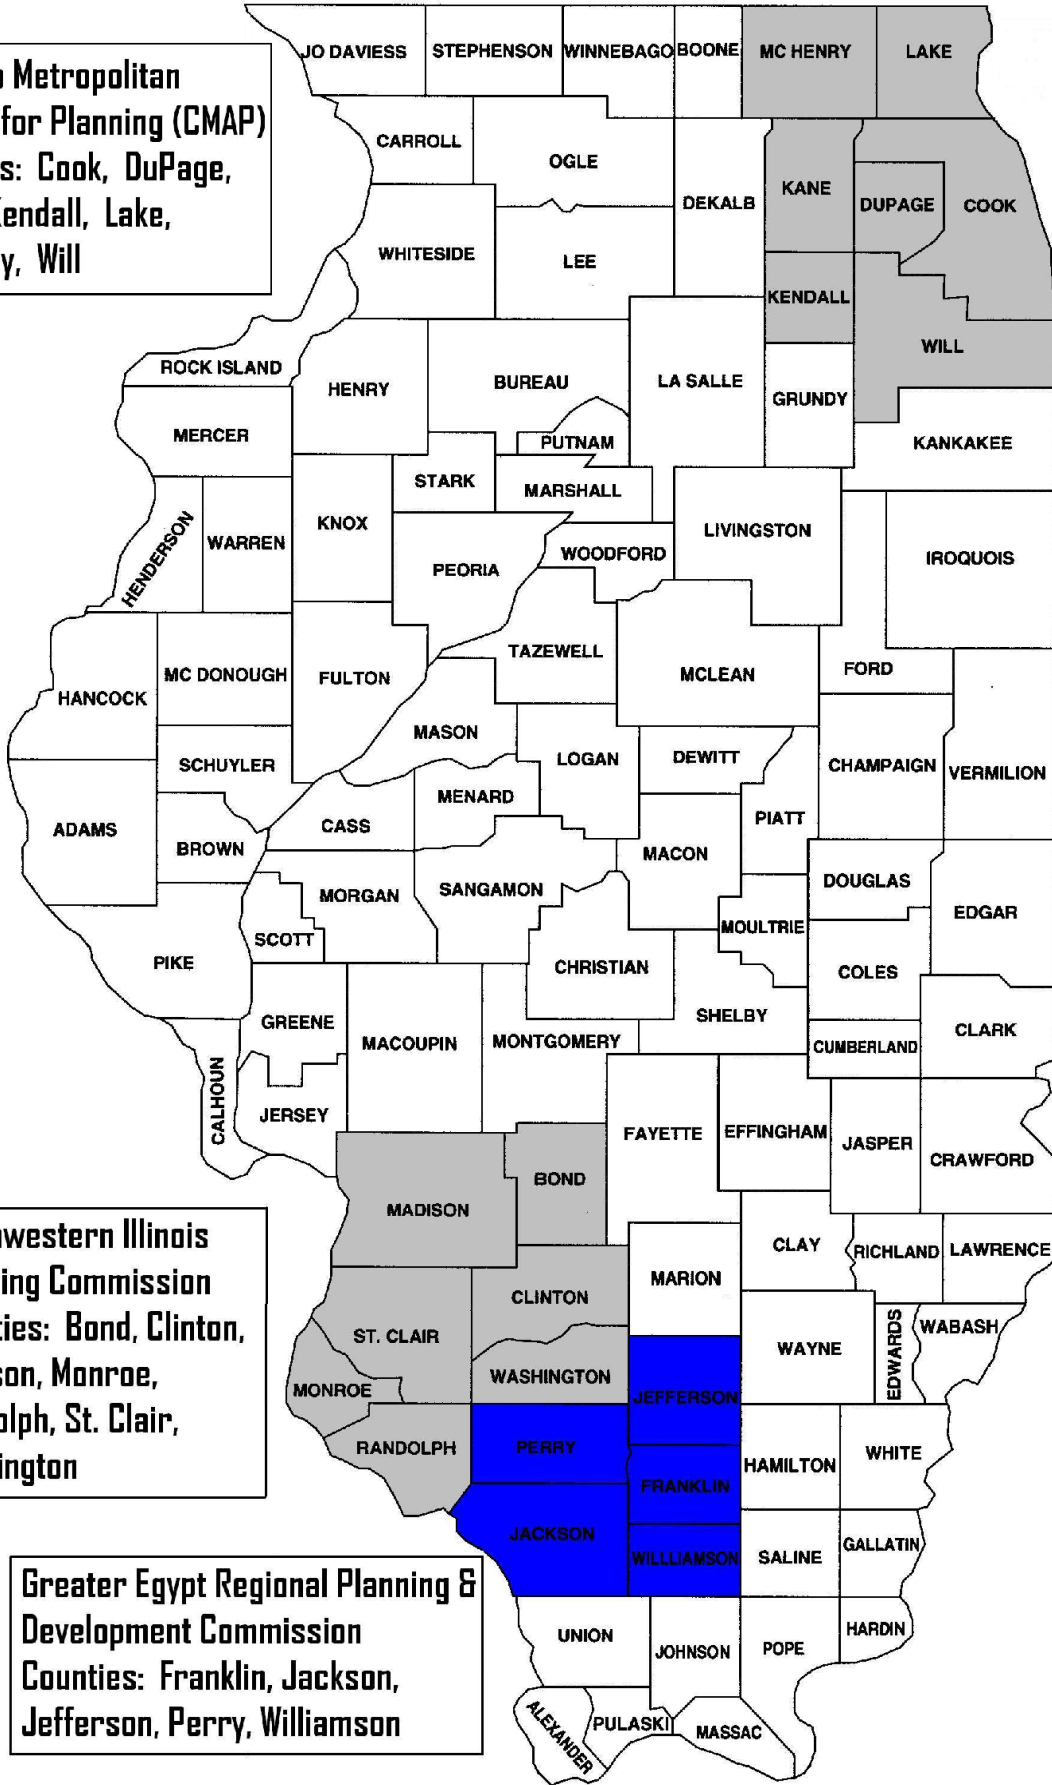 JO DAVIESS STEPHENSON WINNEBAGO BOONE MC HENRY LAKE
Metropolitan
for Planning (CMAP)
Cook, DuPage,
Kendall, Lake,
Will
CARROLL
OGLE
DEKALB
KANE
DUPAGE
COOK
WHITESIDE
LEE
KENDALL
WILL
ROCK ISLAND
HENRY
BUREAU
LA SALLE
GRUNDY
MERCER
PUTNAM
KANKAKEE
STARK
MARSHALL
HENDERSON
WARREN
KNOX
PEORIA
WOODFORD
LIVINGSTON
IROQUOIS
HANCOCK
MC DONOUGH
FULTON
TAZEWELL
MCLEAN
FORD
MASON
SCHUYLER
LOGAN
DEWITT
CHAMPAIGN
VERMILION
ADAMS
BROWN
CASS
MENARD
PIATT
MACON
MORGAN
SANGAMON
DOUGLAS
SCOTT
MOULTRIE
EDGAR
PIKE
CHRISTIAN
COLES
GREENE
MACOUPIN
MONTGOMERY
SHELBY
CUMBERLAND
CLARK
CALHOUN
JERSEY
FAYETTE
EFFINGHAM
JASPER
CRAWFORD
MADISON
BOND
western Illinois
Commission
Bond, Clinton,
Monroe,
St. Clair,
CLAY
RICHLAND
LAWRENCE
MARION
CLINTON
ST. CLAIR
WAYNE
EDWARDS
WABASH
MONROE
WASHINGTON
JEFFERSON
RANDOLPH
PERRY
HAMILTON
WHITE
FRANKLIN
JACKSON
WILLLIAMSON
SALINE
GALLATIN
Greater Egypt Regional Planning &
Development Commission
Counties: Franklin, Jackson,
Jefferson, Perry, Williamson
UNION
JOHNSON
POPE
HARDIN
ALEXANDER
PULASKI
MASSAC